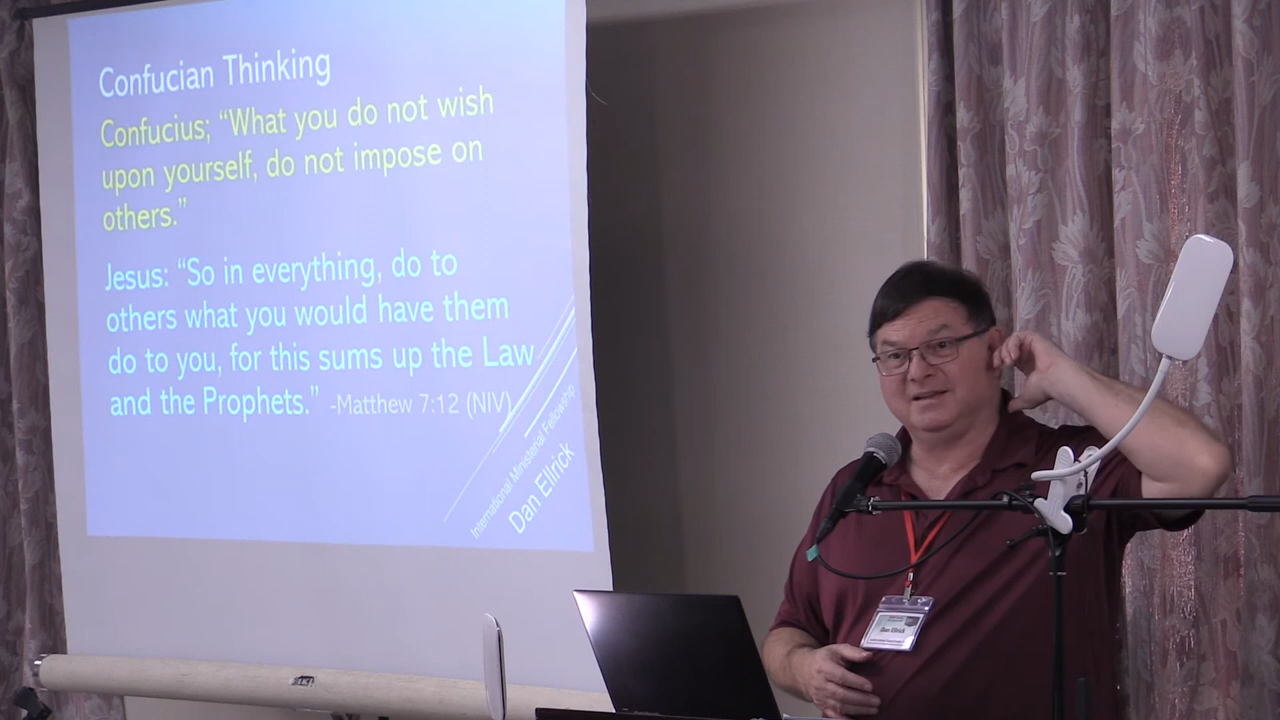 Confucian Thinking
Confucius; “What you do not wish
upon yourself, do not impose on
others.”
Jesus: “So in everything, do to
others what you would have them
do to you, for this sums up the Law
and the Prophets.” -Matthew 7:12 (NIV)
International Ministerial Fellowship
Dan Ellrick
Dan Ellrick